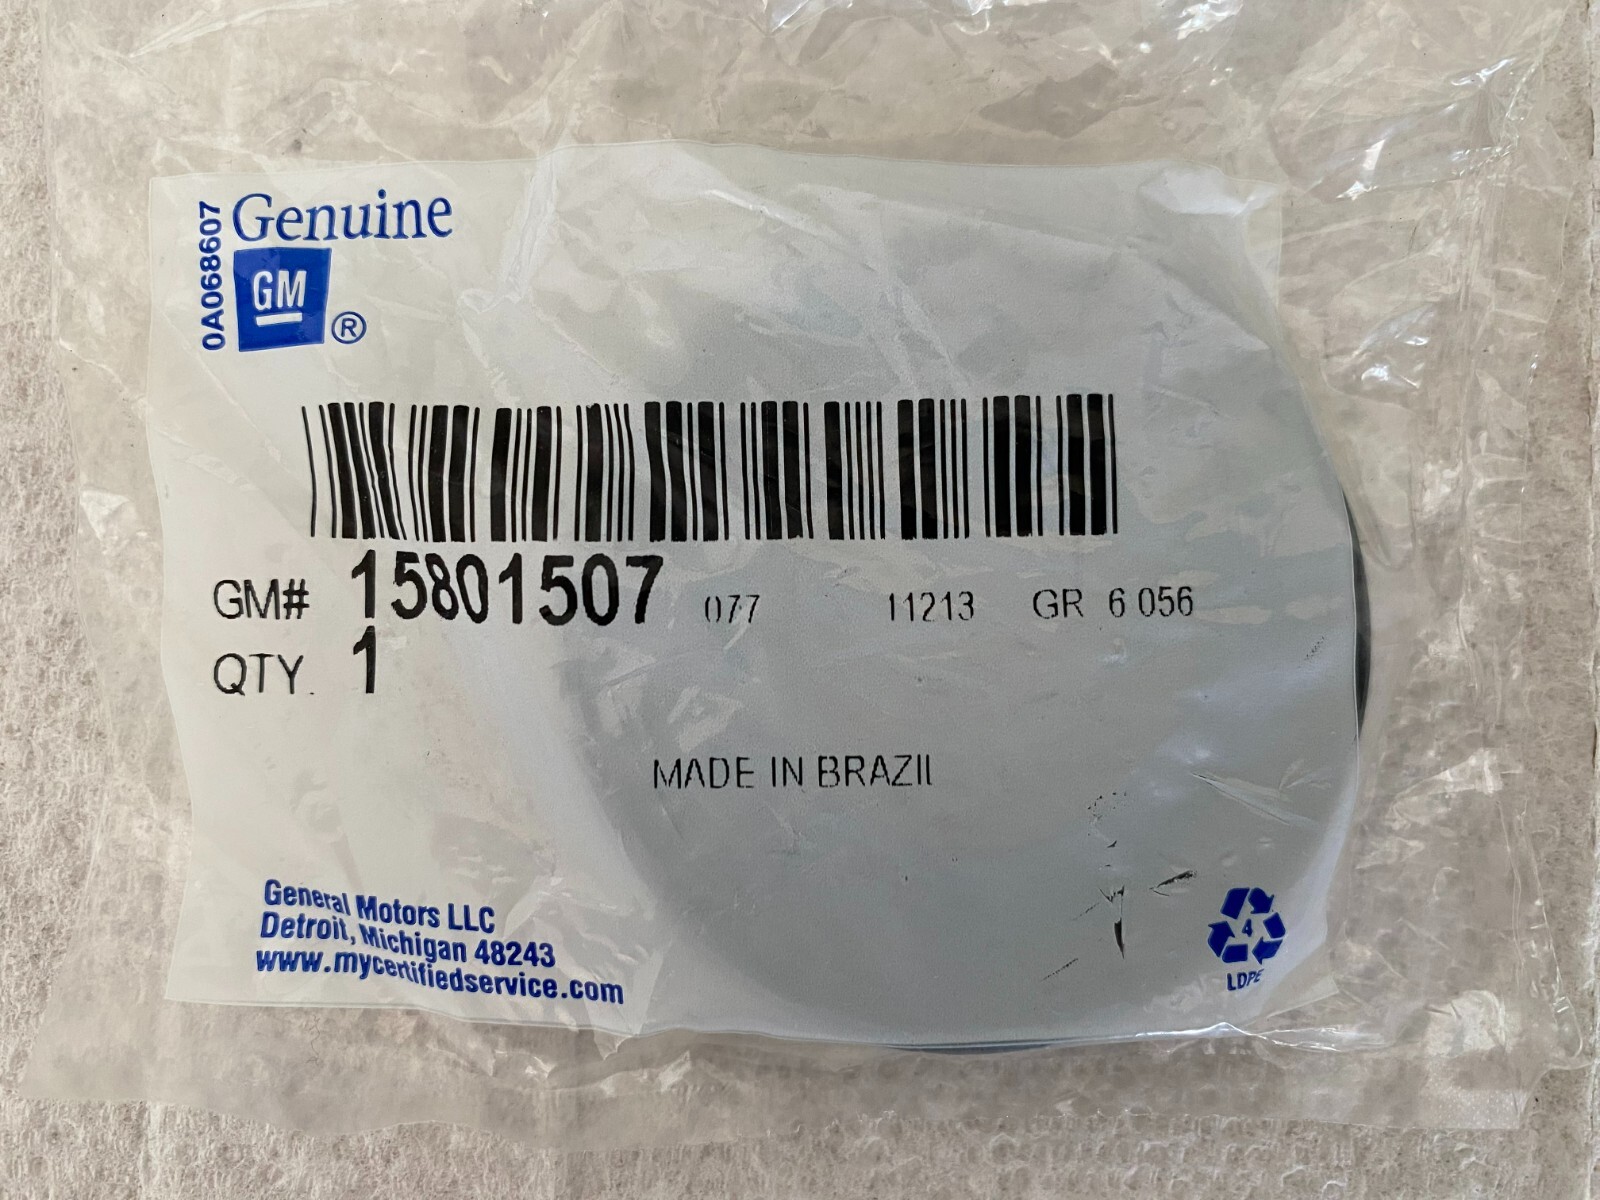 0A068607
Genuine
GM
®
GM# 15801507 077 11213 GR 6 056
QTY. 1
MADE IN BRAZIL
General Motors LLC
Detroit, Michigan 48243
www.mycertifiedservice.com
4
LDPE